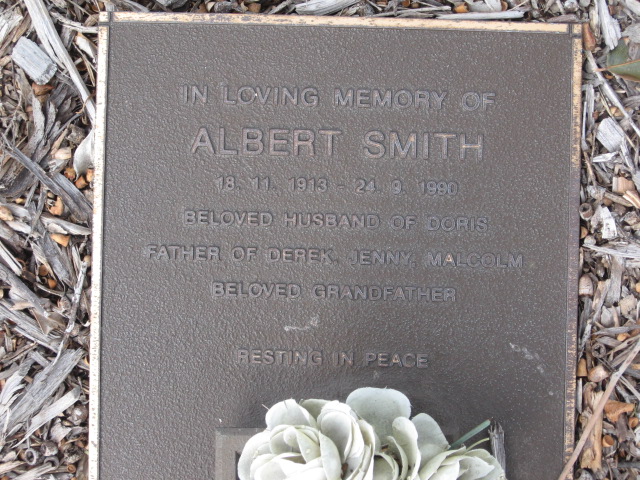 IN LOVING MEMORY OF
ALBERT SMITH
18. 11. 1913 - 24. 9. 1990
BELOVED HUSBAND OF DORIS
FATHER OF DEREK, JENNY, MALCOLM
BELOVED GRANDFATHER
RESTING IN PEACE